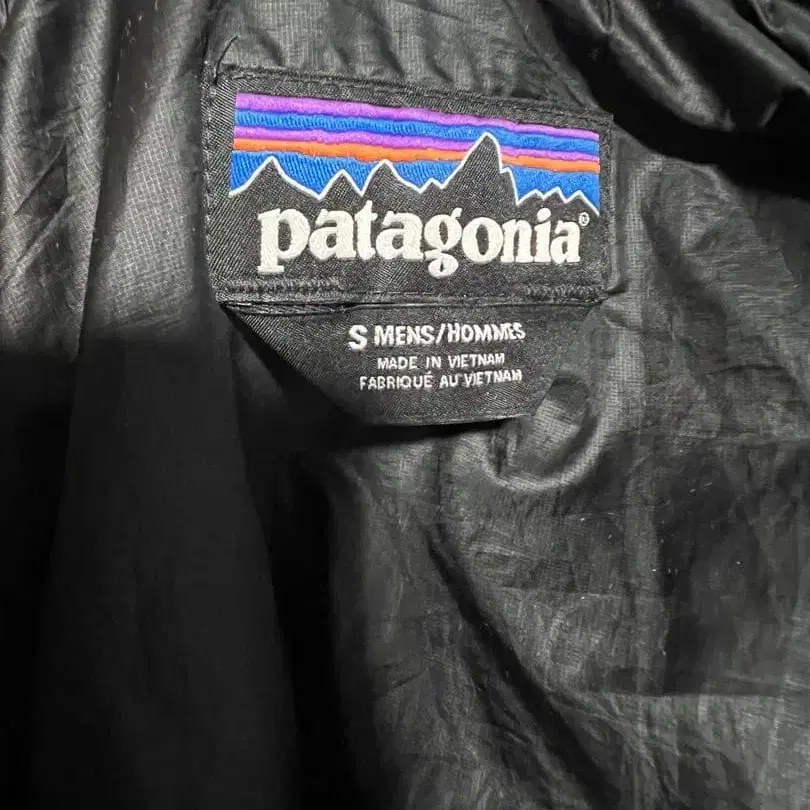 patagonia®
S MENS/HOMMES
MADE IN VIETNAM
FABRIQUÉ AU VIETNAM